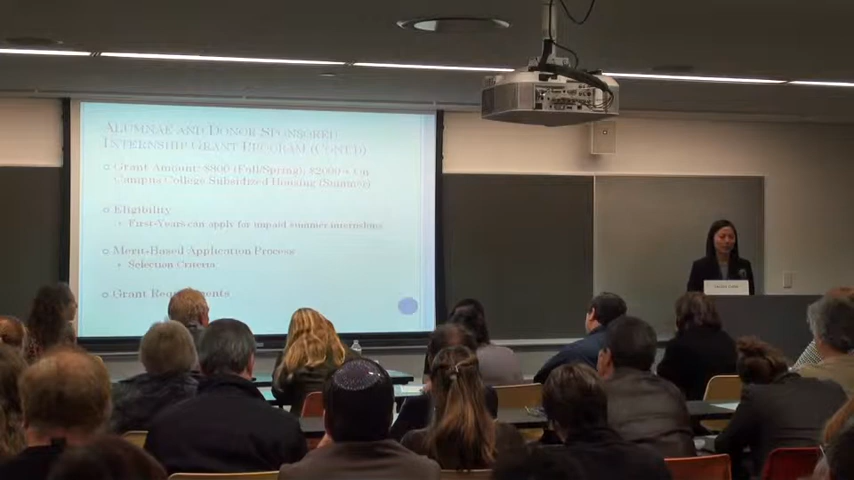 ALUMNAE AND DONOR SPONSORED
INTERNSHIP GRANT PROGRAM (CONT'D)
Grant Amount: $800 (Fall/Spring); $2000 + On
Campus College Subsidized Housing (Summer)
Eligibility
First-Years can apply for unpaid summer internships
Merit-Based Application Process
Selection Criteria
Grant Requirements